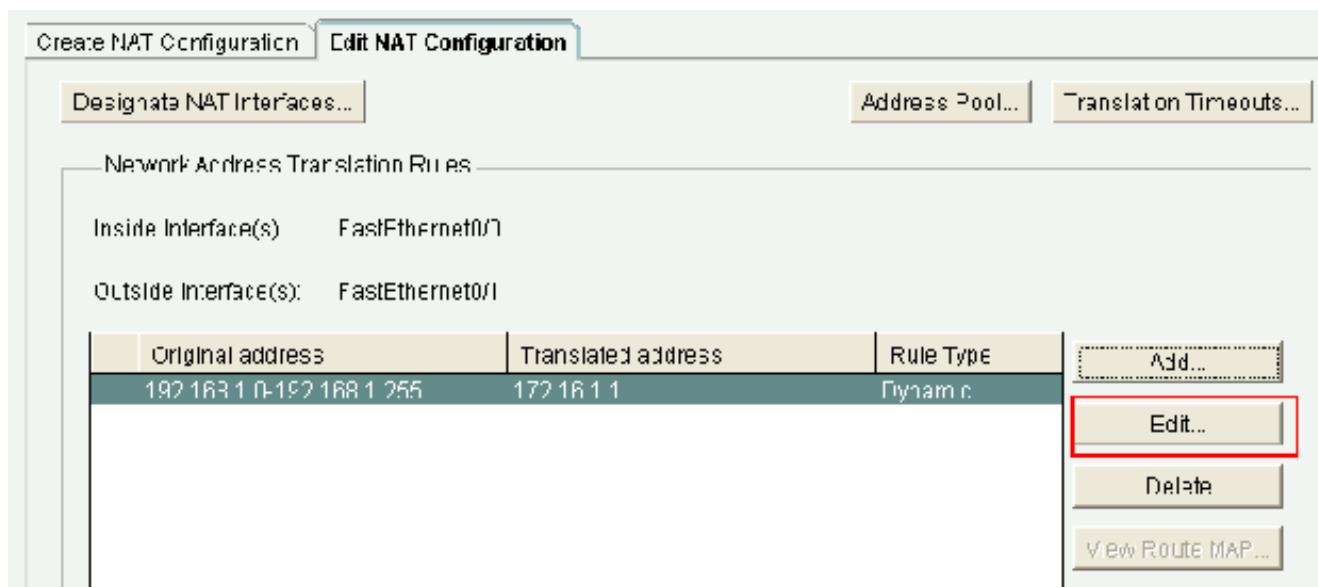 Create NAT Configuration Edit NAT Configuration
Designate NAT Interfaces... Address Pool... Translation Timeouts...
Network Address Translation Rules
Inside Interface(s) FastEthernet0/0
Outside Interface(s): FastEthernet0/1
Original address Translated address Rule Type
192.168.1.0-192.168.1.255 172.16.1.1 Dynamic
Add...
Edit...
Delete
View Route MAP...